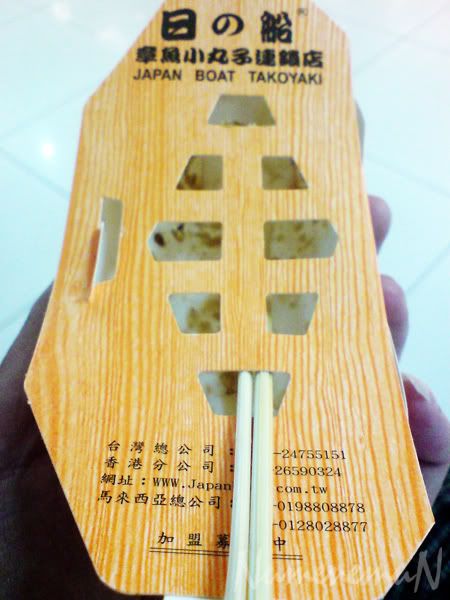 日の船
®
章魚小丸子連鎖店
JAPAN BOAT TAKOYAKI
台灣總公司： -24755151
香港分公司： -26590324
網址：WWW.Japan .com.tw
馬來西亞總公司： -0198808878
-0128028877
加盟募 中
NamevemaN